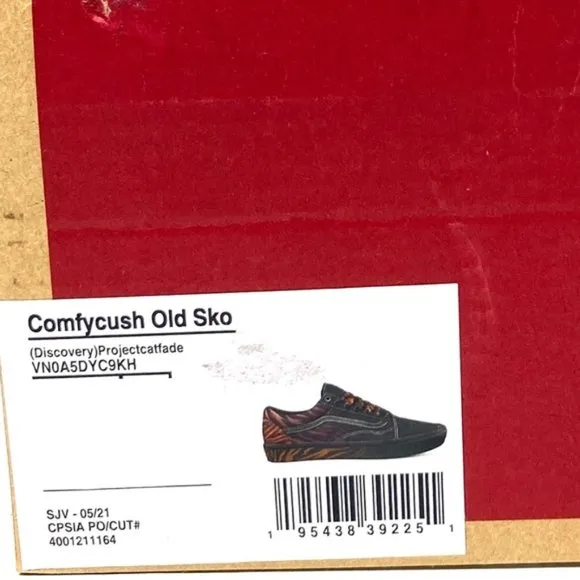 Comfycush Old Sko
(Discovery)Projectcatfade
VN0A5DYC9KH
SJV - 05/21
CPSIA PO/CUT#
4001211164
1 95438 39225 1